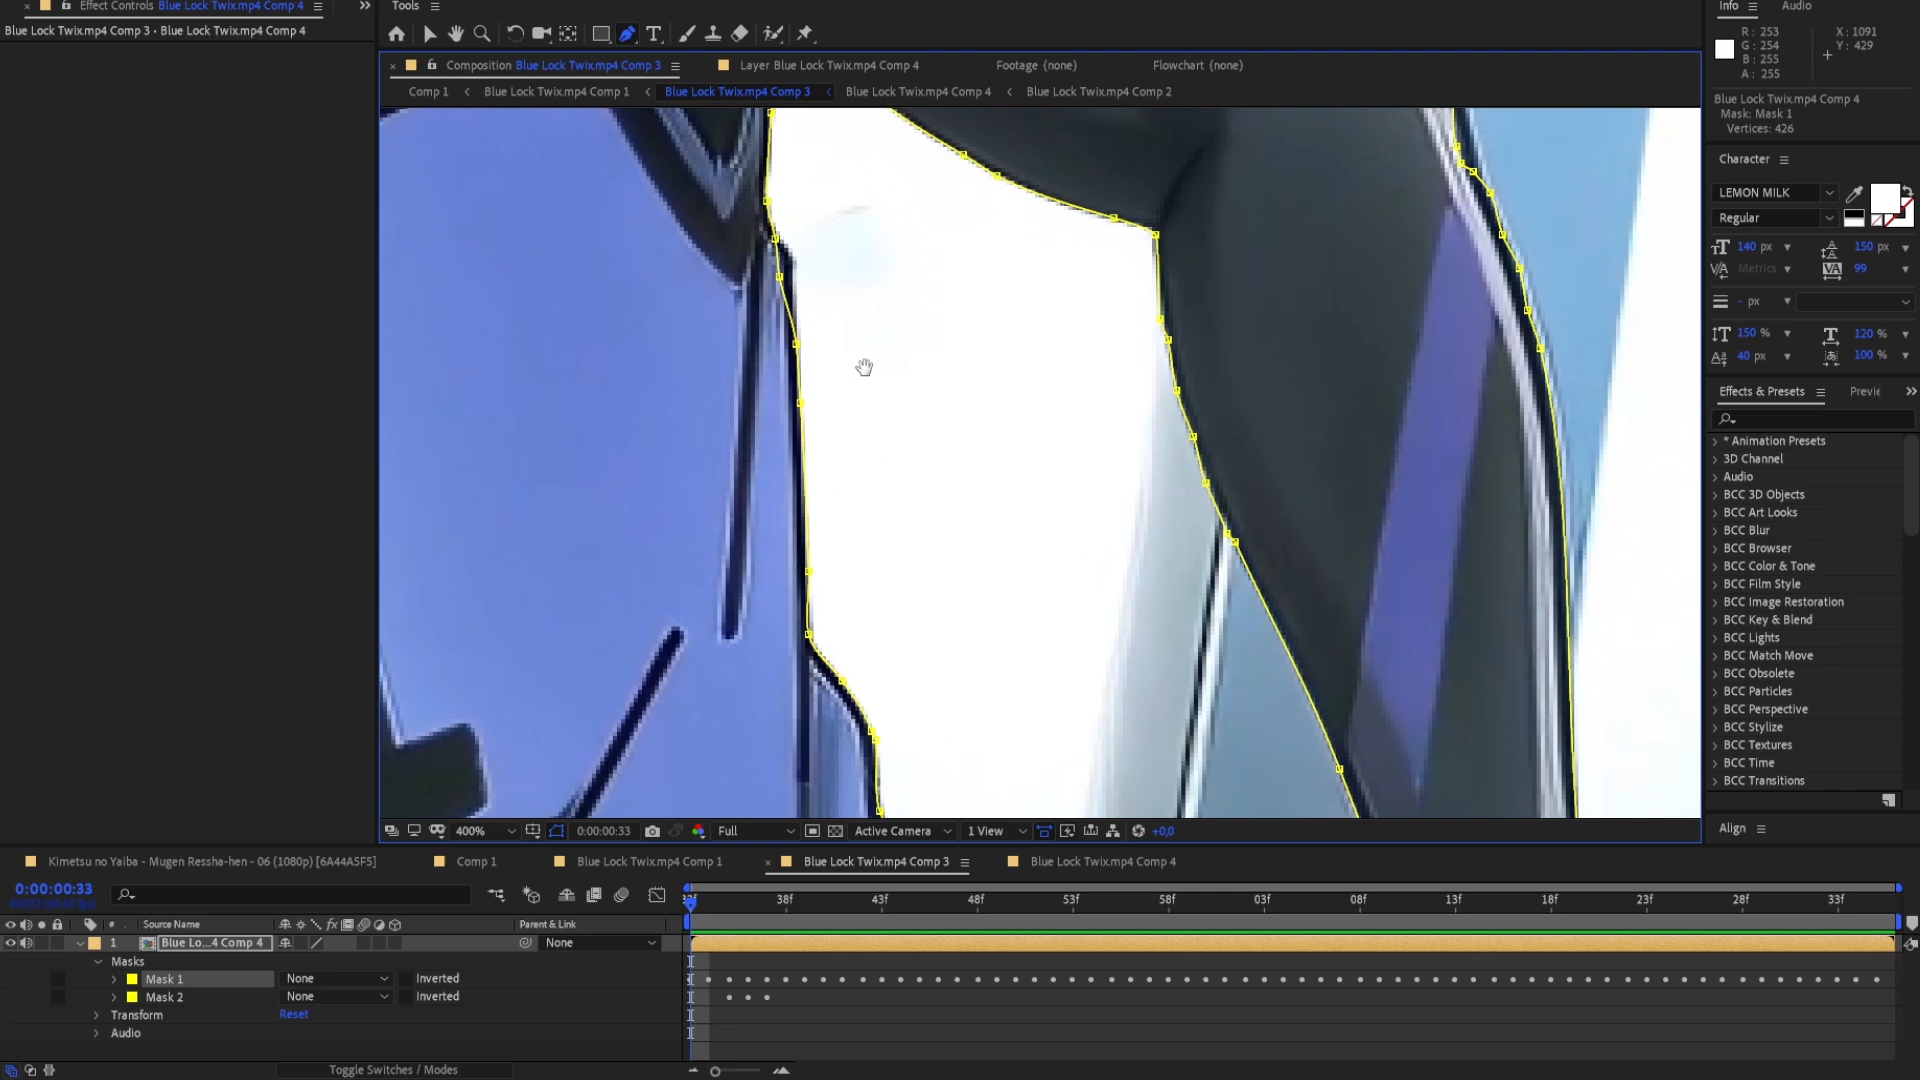 Effect Controls Blue Lock Twix.mp4 Comp 4
Blue Lock Twix.mp4 Comp 3 • Blue Lock Twix.mp4 Comp 4
Tools
Composition Blue Lock Twix.mp4 Comp 3
Layer Blue Lock Twix.mp4 Comp 4
Footage (none)
Flowchart (none)
Comp 1
Blue Lock Twix.mp4 Comp 1
Blue Lock Twix.mp4 Comp 3
Blue Lock Twix.mp4 Comp 4
Blue Lock Twix.mp4 Comp 2
Info
Audio
R: 253
G: 254
B: 255
A: 255
X: 1091
Y: 429
Blue Lock Twix.mp4 Comp 4
Mask: Mask 1
Vertices: 426
Character
LEMON MILK
Regular
140 px
150 px
Metrics
99
- px
150 %
120 %
40 px
100 %
Effects & Presets
Previe
* Animation Presets
3D Channel
Audio
BCC 3D Objects
BCC Art Looks
BCC Blur
BCC Browser
BCC Color & Tone
BCC Film Style
BCC Image Restoration
BCC Key & Blend
BCC Lights
BCC Match Move
BCC Obsolete
BCC Particles
BCC Perspective
BCC Stylize
BCC Textures
BCC Time
BCC Transitions
Align
400%
0:00:00:33
Full
Active Camera
1 View
+0,0
Kimetsu no Yaiba - Mugen Ressha-hen - 06 (1080p) [6A44A5F5]
Comp 1
Blue Lock Twix.mp4 Comp 1
Blue Lock Twix.mp4 Comp 3
Blue Lock Twix.mp4 Comp 4
0:00:00:33
38f
43f
48f
53f
58f
03f
08f
13f
18f
23f
28f
33f
#
Source Name
Parent & Link
1
Blue Lo...4 Comp 4
None
Masks
Mask 1
None
Inverted
Mask 2
None
Inverted
Transform
Reset
Audio
Toggle Switches / Modes